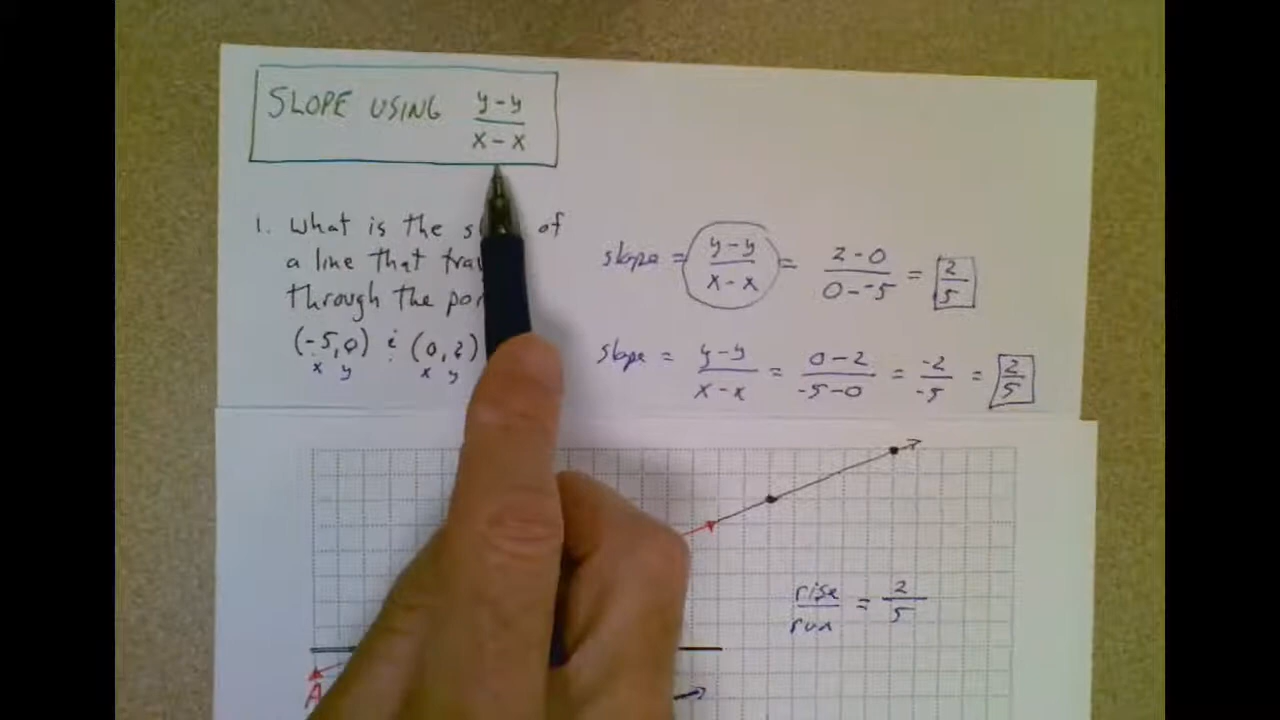 SLOPE USING y-y / x-x
1. What is the of
a line that
through the
(-5,0) & (0,2)
x y x y
slope = y-y / x-x = 2-0 / 0--5 = 2/5
slope = y-y / x-x = 0-2 / -5-0 = -2/-5 = 2/5
rise/run = 2/5
A